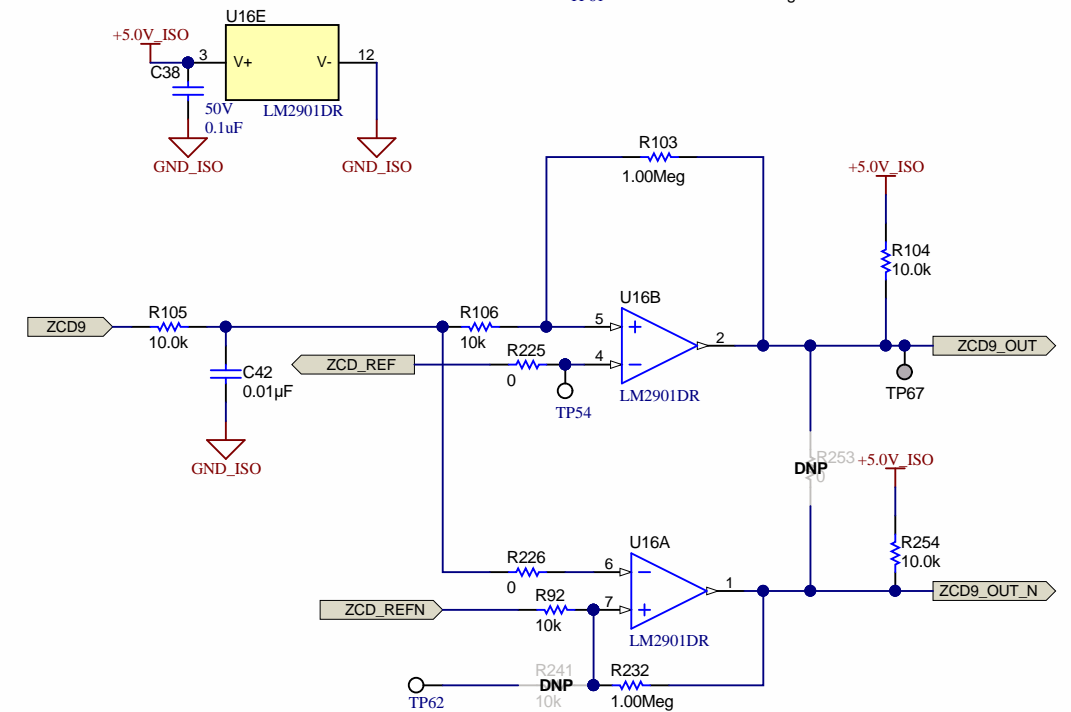 U16E
+5.0V_ISO
3
V+
V-
12
C38
50V
0.1uF
LM2901DR
GND_ISO
GND_ISO
R103
1.00Meg
+5.0V_ISO
R104
10.0k
U16B
ZCD9
R105
10.0k
R106
10k
5
+
2
ZCD9_OUT
ZCD_REF
R225
0
4
-
LM2901DR
TP54
TP67
C42
0.01µF
GND_ISO
R253
DNP
0
+5.0V_ISO
R254
10.0k
U16A
R226
0
6
-
1
ZCD9_OUT_N
ZCD_REFN
R92
10k
7
+
LM2901DR
R241
DNP
10k
R232
1.00Meg
TP62